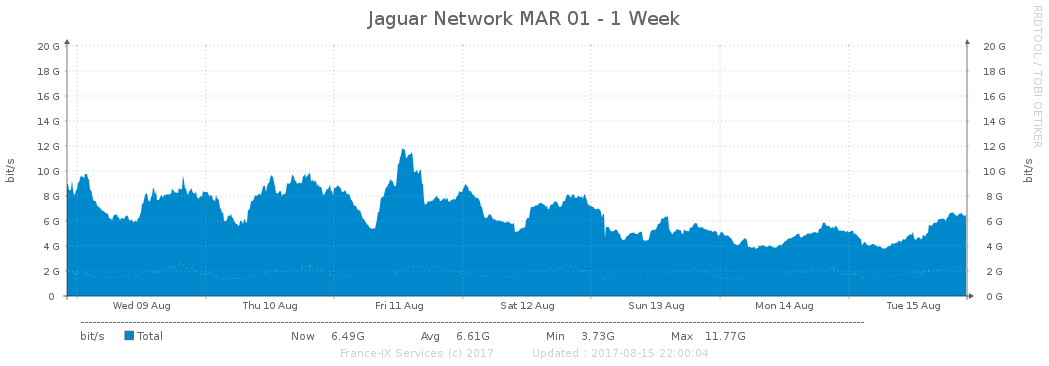 Jaguar Network MAR 01 - 1 Week
RRDTOOL / TOBI OETIKER
bit/s
bit/s
20 G 20 G
18 G 18 G
16 G 16 G
14 G 14 G
12 G 12 G
10 G 10 G
8 G 8 G
6 G 6 G
4 G 4 G
2 G 2 G
0 0 G
Wed 09 Aug Thu 10 Aug Fri 11 Aug Sat 12 Aug Sun 13 Aug Mon 14 Aug Tue 15 Aug
bit/s Total Now 6.49G Avg 6.61G Min 3.73G Max 11.77G
France-IX Services (c) 2017 Updated : 2017-08-15 22:00:04